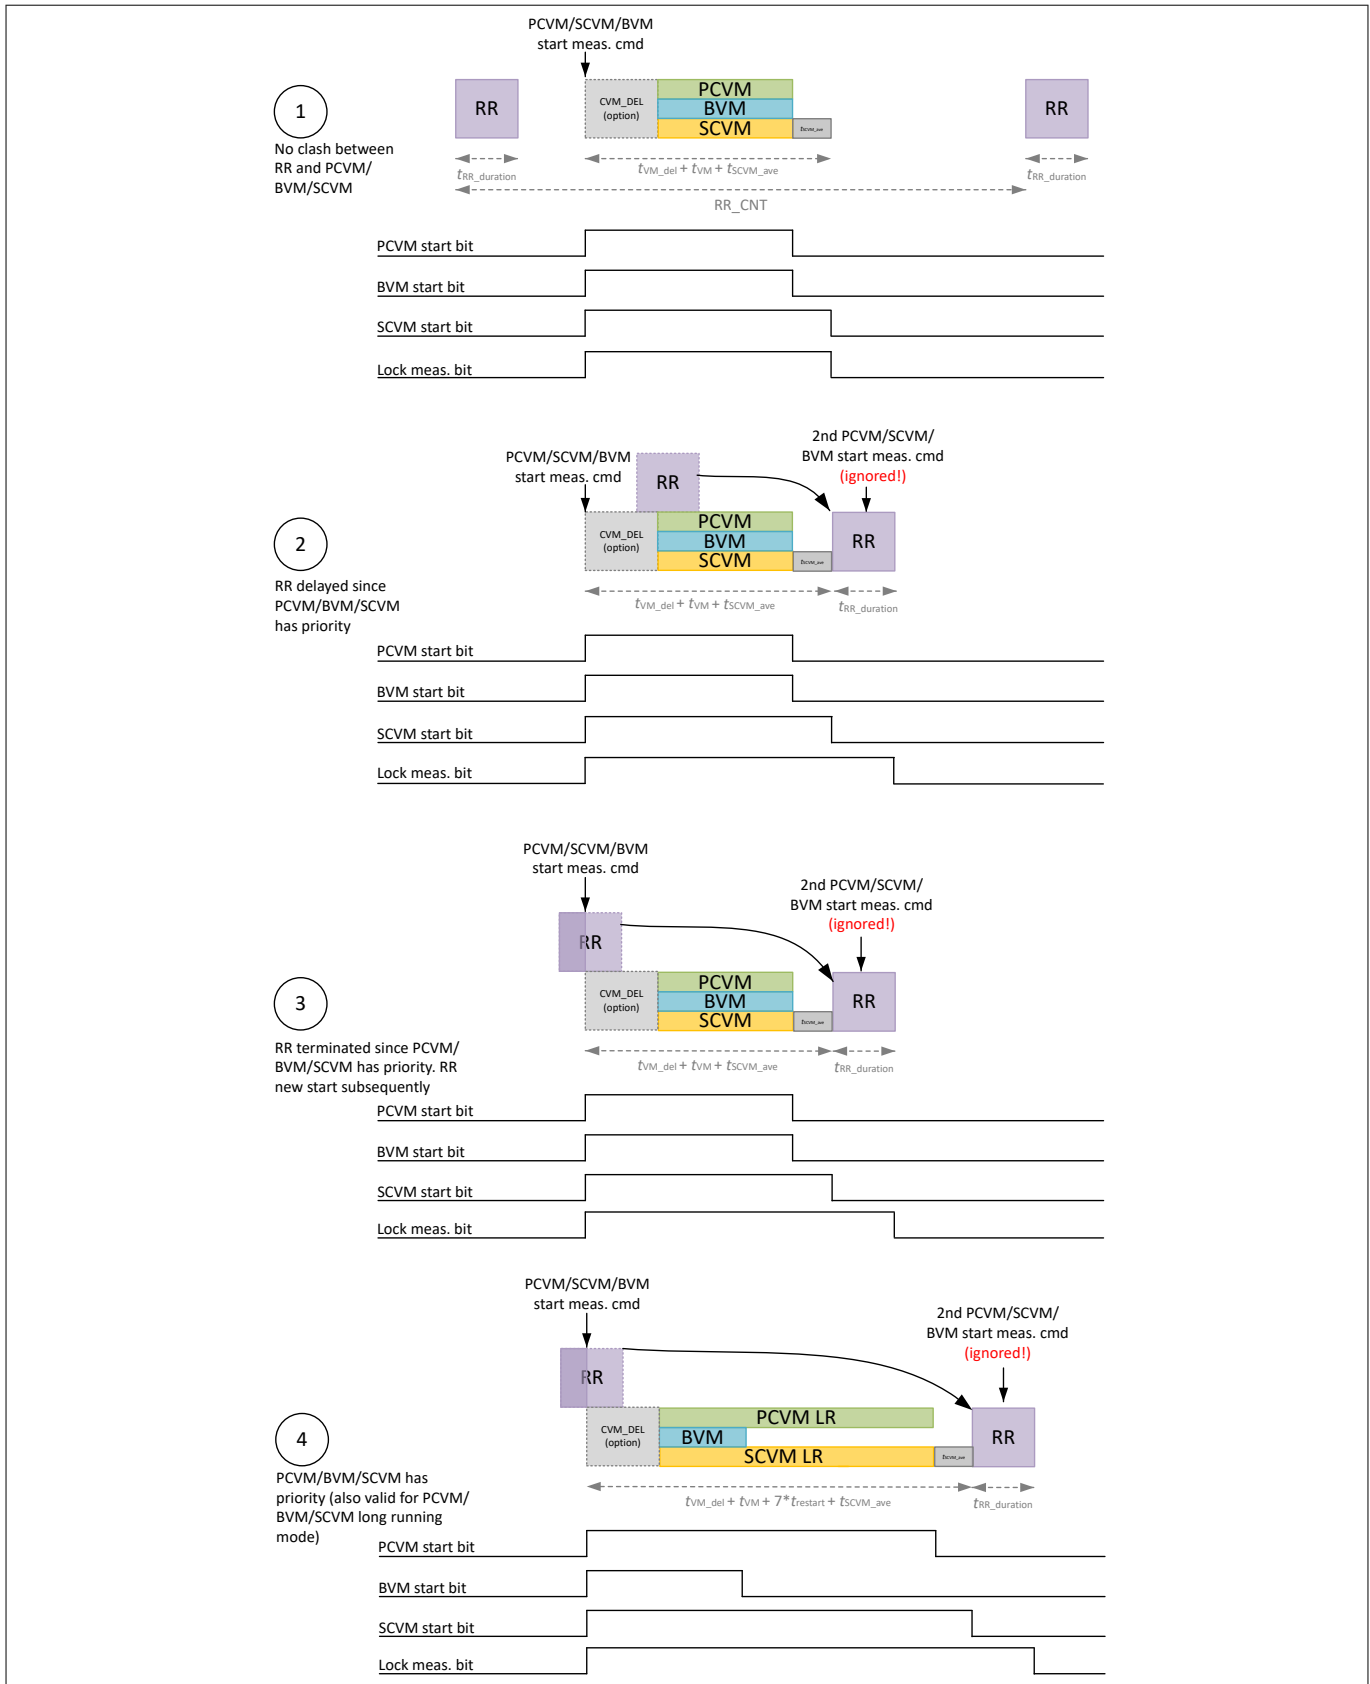 PCVM/SCVM/BVM
start meas. cmd
1
No clash between
RR and PCVM/
BVM/SCVM
RR
CVM_DEL
(option)
PCVM
BVM
SCVM
tSCVM_ave
RR
tRR_duration
tVM_del + tVM + tSCVM_ave
tRR_duration
RR_CNT
PCVM start bit
BVM start bit
SCVM start bit
Lock meas. bit
PCVM/SCVM/BVM
start meas. cmd
2nd PCVM/SCVM/
BVM start meas. cmd
(ignored!)
2
RR delayed since
PCVM/BVM/SCVM
has priority
RR
CVM_DEL
(option)
PCVM
BVM
SCVM
tSCVM_ave
RR
tVM_del + tVM + tSCVM_ave
tRR_duration
PCVM start bit
BVM start bit
SCVM start bit
Lock meas. bit
PCVM/SCVM/BVM
start meas. cmd
2nd PCVM/SCVM/
BVM start meas. cmd
(ignored!)
3
RR terminated since PCVM/
BVM/SCVM has priority. RR
new start subsequently
RR
CVM_DEL
(option)
PCVM
BVM
SCVM
tSCVM_ave
RR
tVM_del + tVM + tSCVM_ave
tRR_duration
PCVM start bit
BVM start bit
SCVM start bit
Lock meas. bit
PCVM/SCVM/BVM
start meas. cmd
2nd PCVM/SCVM/
BVM start meas. cmd
(ignored!)
4
PCVM/BVM/SCVM has
priority (also valid for PCVM/
BVM/SCVM long running
mode)
RR
CVM_DEL
(option)
PCVM LR
BVM
SCVM LR
tSCVM_ave
RR
tVM_del + tVM + 7*trestart + tSCVM_ave
tRR_duration
PCVM start bit
BVM start bit
SCVM start bit
Lock meas. bit